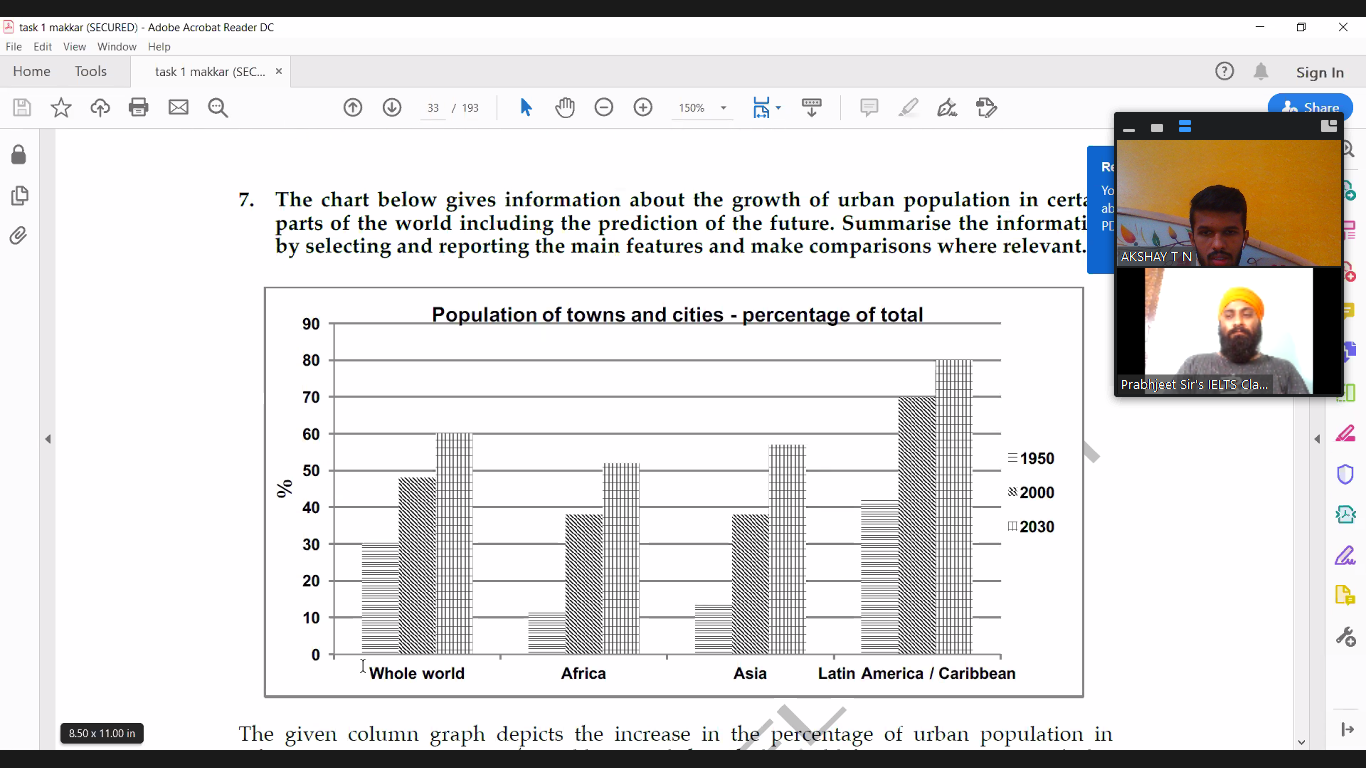 task 1 makkar (SECURED) - Adobe Acrobat Reader DC
File Edit View Window Help
Home Tools task 1 makkar (SEC... × Sign In
33 / 193 150% Share
7. The chart below gives information about the growth of urban population in certa
parts of the world including the prediction of the future. Summarise the informati
by selecting and reporting the main features and make comparisons where relevant.
Re
Yo
ab
PD
AKSHAY T N
Prabhjeet Sir's IELTS Cla...
Population of towns and cities - percentage of total
90
80
70
60
50
40
30
20
10
0
%
1950
2000
2030
Whole world Africa Asia Latin America / Caribbean
The given column graph depicts the increase in the percentage of urban population in
8.50 x 11.00 in